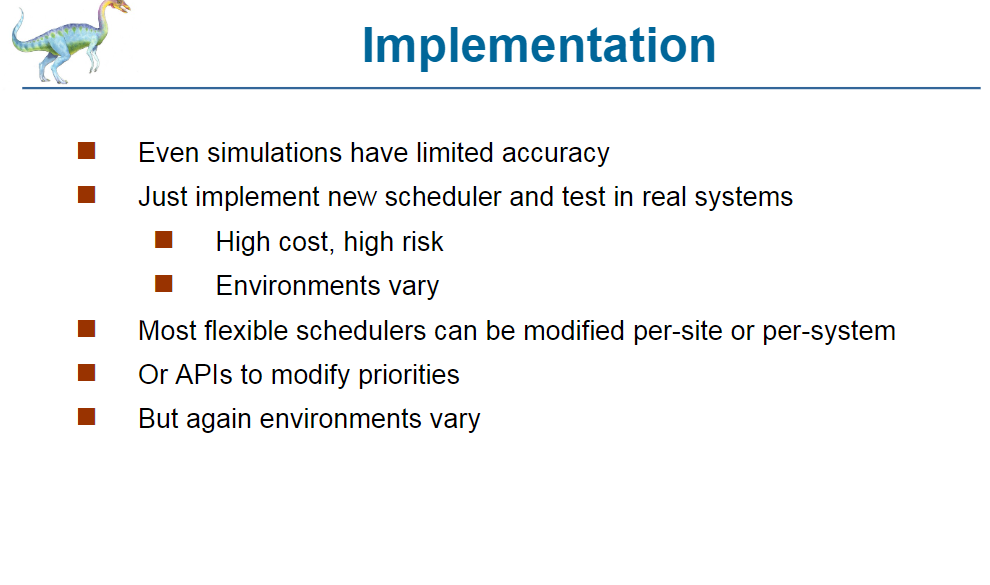 Implementation
Even simulations have limited accuracy
Just implement new scheduler and test in real systems
High cost, high risk
Environments vary
Most flexible schedulers can be modified per-site or per-system
Or APIs to modify priorities
But again environments vary